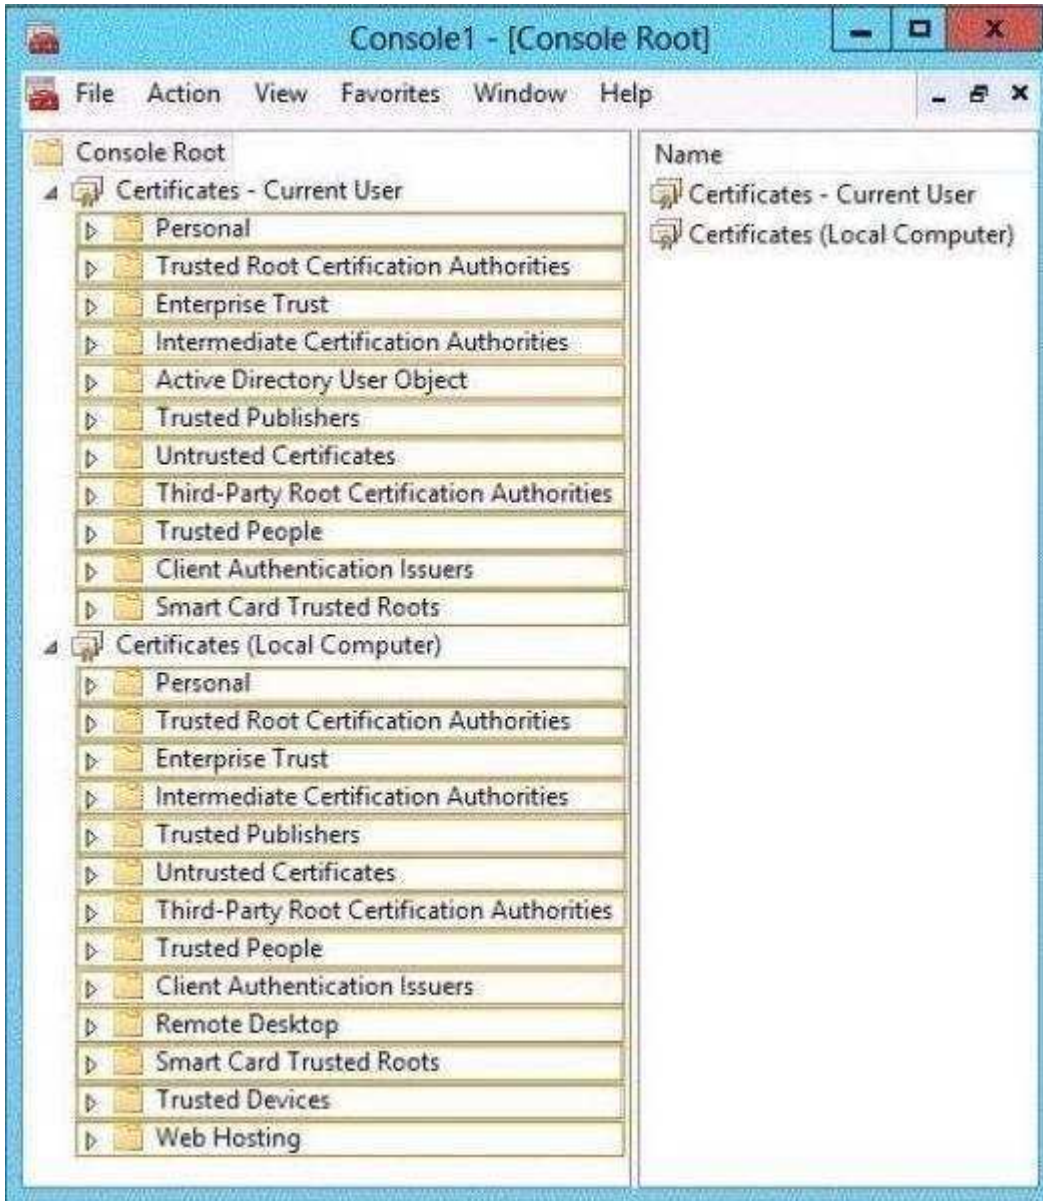 Console1 - [Console Root]
File Action View Favorites Window Help
Console Root
Certificates - Current User
Personal
Trusted Root Certification Authorities
Enterprise Trust
Intermediate Certification Authorities
Active Directory User Object
Trusted Publishers
Untrusted Certificates
Third-Party Root Certification Authorities
Trusted People
Client Authentication Issuers
Smart Card Trusted Roots
Certificates (Local Computer)
Personal
Trusted Root Certification Authorities
Enterprise Trust
Intermediate Certification Authorities
Trusted Publishers
Untrusted Certificates
Third-Party Root Certification Authorities
Trusted People
Client Authentication Issuers
Remote Desktop
Smart Card Trusted Roots
Trusted Devices
Web Hosting
Name
Certificates - Current User
Certificates (Local Computer)